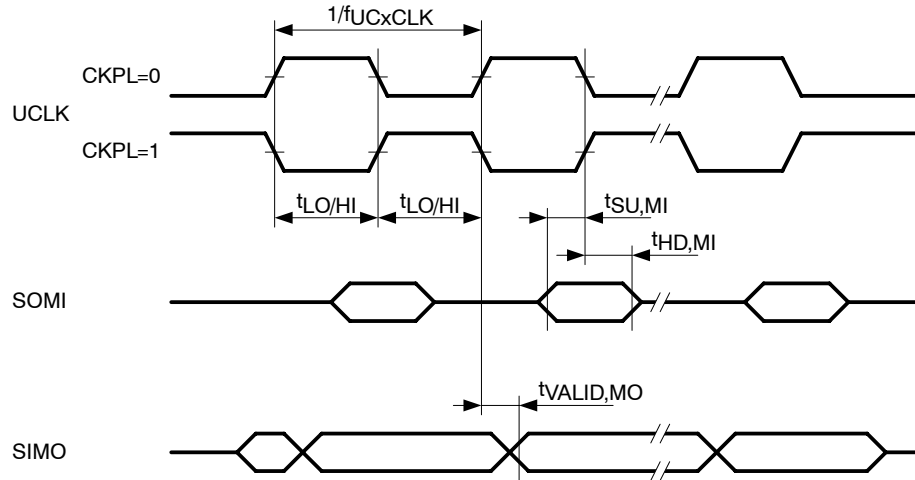 1/fUCxCLK
CKPL=0
UCLK
CKPL=1
tLO/HI tLO/HI tSU,MI
tHD,MI
SOMI
tVALID,MO
SIMO